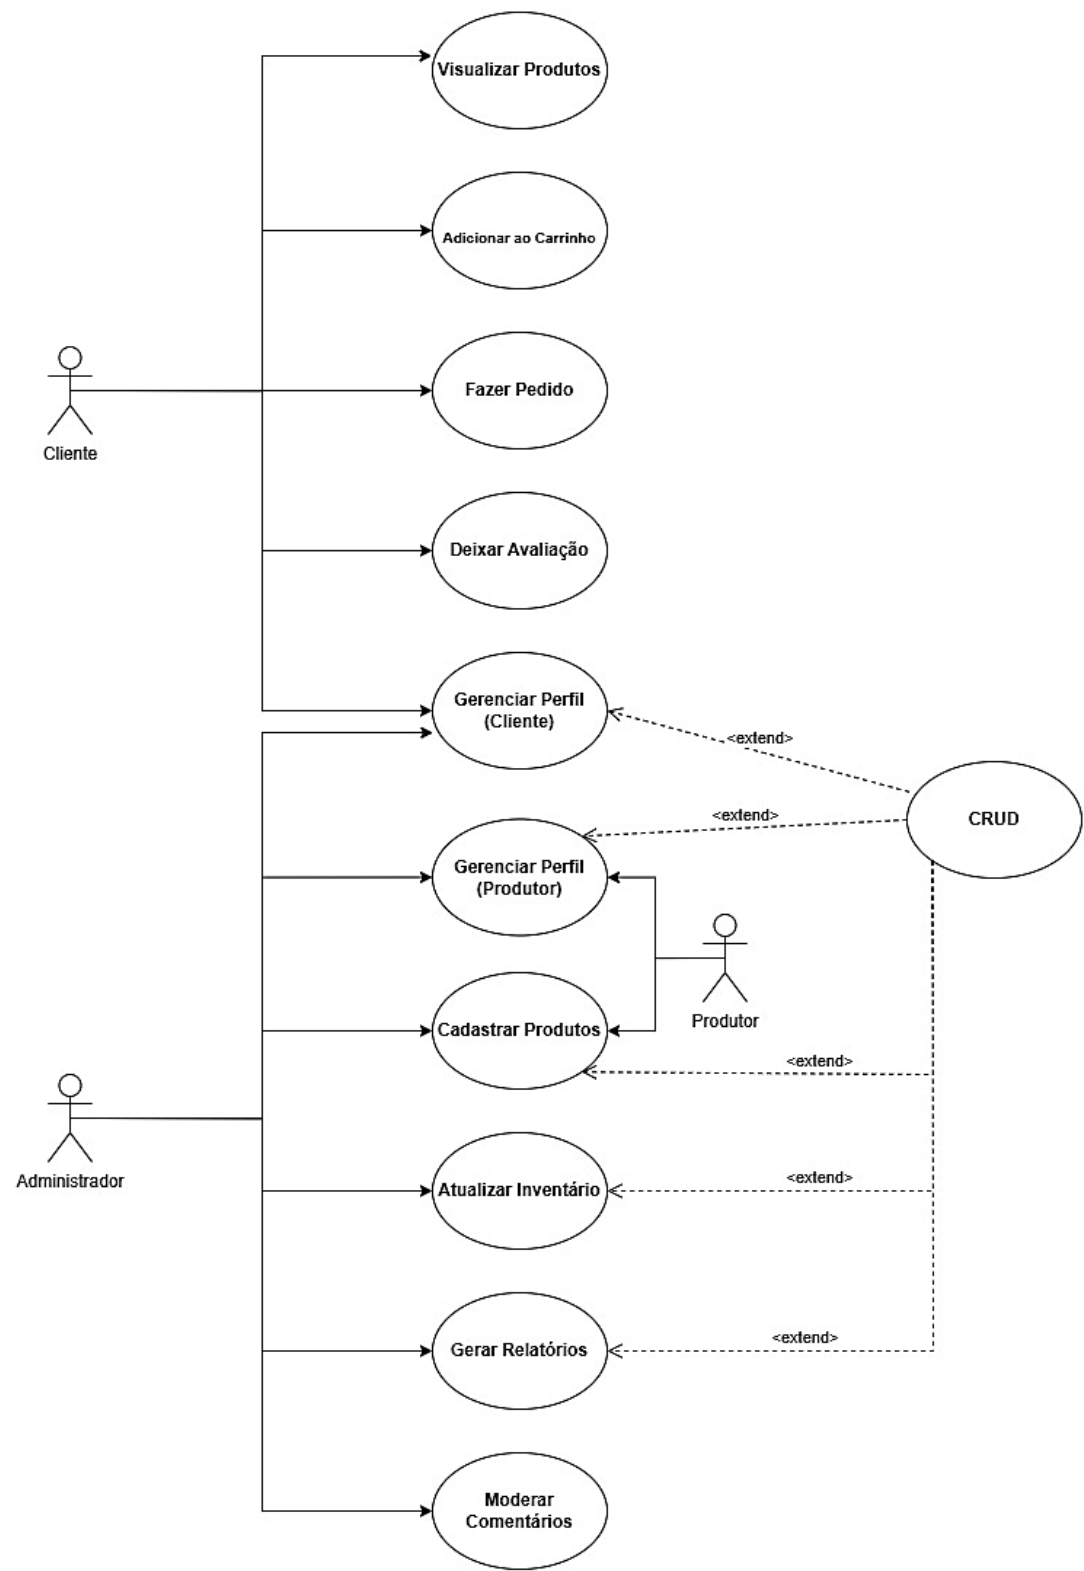 Visualizar Produtos
Adicionar ao Carrinho
Fazer Pedido
Cliente
Deixar Avaliação
Gerenciar Perfil
(Cliente)
<extend>
<extend>
CRUD
Gerenciar Perfil
(Produtor)
Produtor
Cadastrar Produtos
<extend>
Administrador
<extend>
Atualizar Inventário
<extend>
Gerar Relatórios
Moderar
Comentários